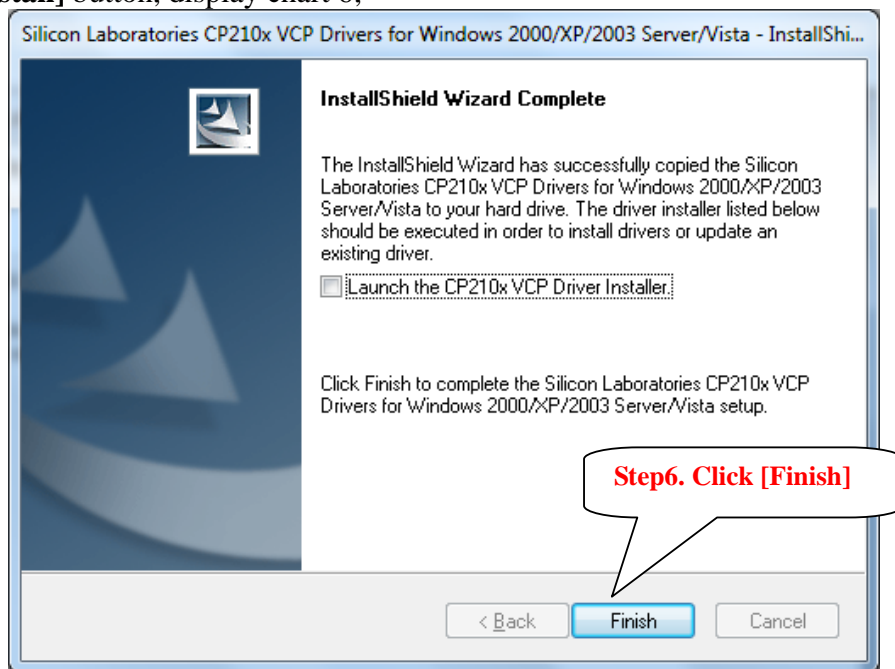 button, display chart 6;
Silicon Laboratories CP210x VCP Drivers for Windows 2000/XP/2003 Server/Vista - InstallShi...
InstallShield Wizard Complete
The InstallShield Wizard has successfully copied the Silicon
Laboratories CP210x VCP Drivers for Windows 2000/XP/2003
Server/Vista to your hard drive. The driver installer listed below
should be executed in order to install drivers or update an
existing driver.
Launch the CP210x VCP Driver Installer.
Click Finish to complete the Silicon Laboratories CP210x VCP
Drivers for Windows 2000/XP/2003 Server/Vista setup.
Step6. Click [Finish]
< Back
Finish
Cancel